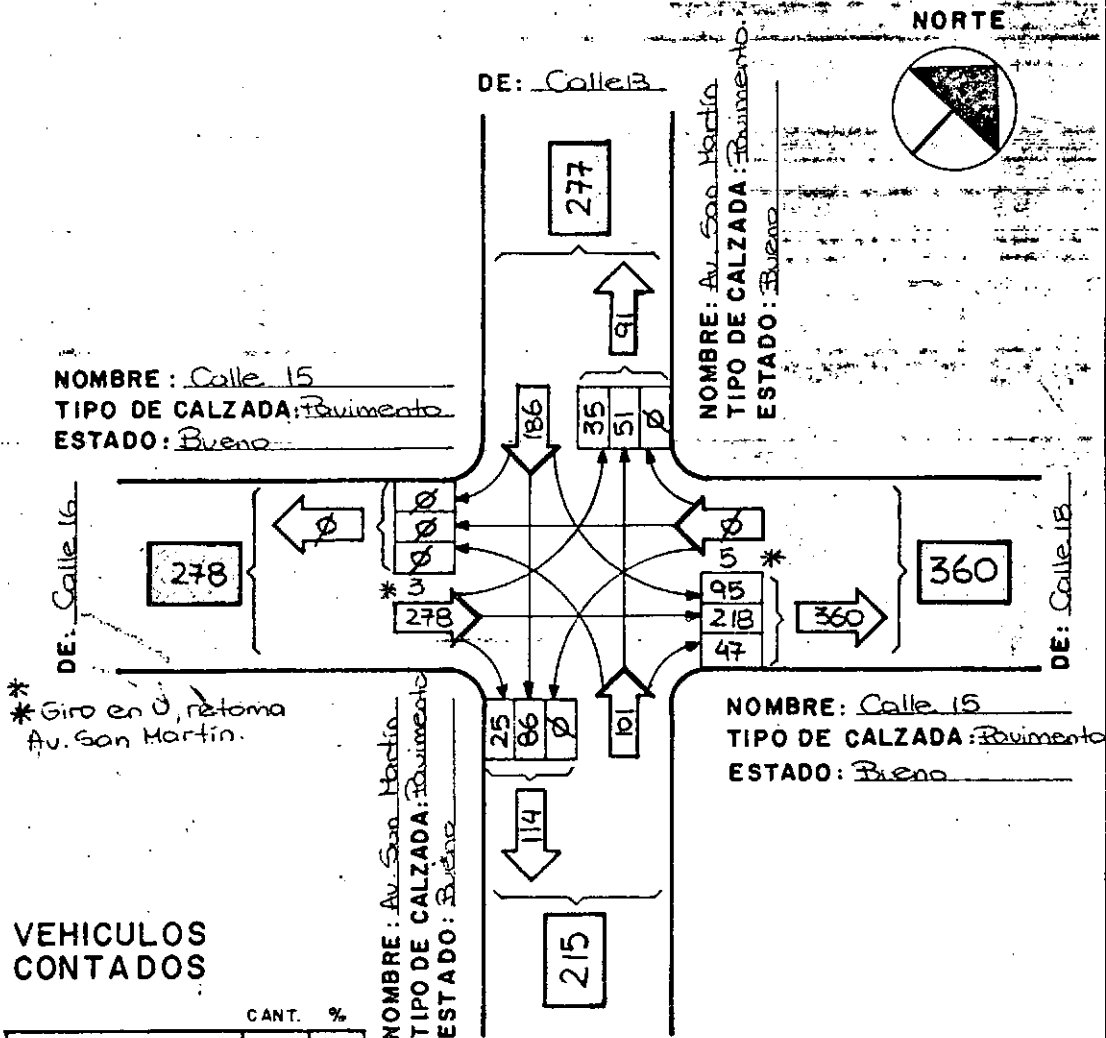 NORTE
DE: Calle 13
NOMBRE: Av. San Martín
TIPO DE CALZADA: Pavimento.
ESTADO: Bueno
277
91
NOMBRE: Calle 15
TIPO DE CALZADA: Pavimento
ESTADO: Bueno
186
35 51 Ø
DE: Calle 16
278
Ø
Ø
Ø
Ø
* 3
278
Ø
5 *
95
218
47
360
360
DE: Calle 18
*
* Giro en U, retoma
Av. San Martín.
25 86 Ø
101
114
215
NOMBRE: Av. San Martín
TIPO DE CALZADA: Pavimento
ESTADO: Bueno
NOMBRE: Calle 15
TIPO DE CALZADA: Pavimento
ESTADO: Bueno
VEHICULOS
CONTADOS
CANT. %